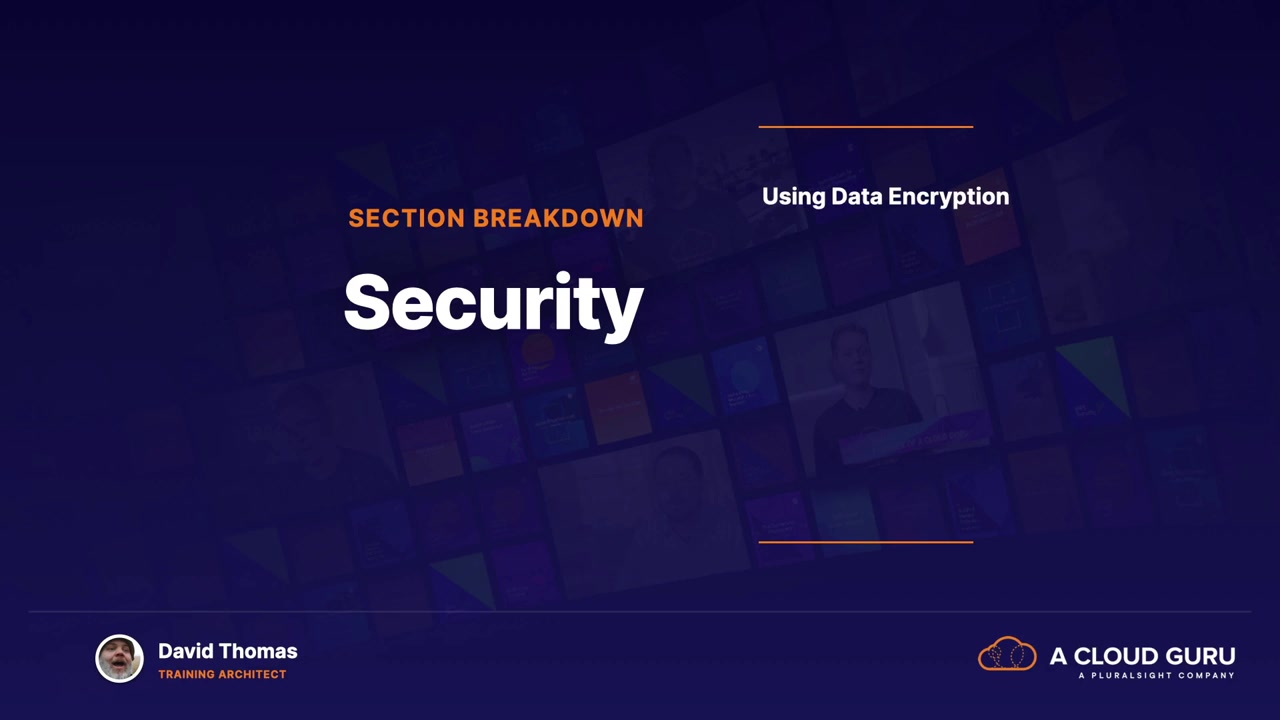 SECTION BREAKDOWN
Security
Using Data Encryption
David Thomas
TRAINING ARCHITECT
A CLOUD GURU
A PLURALSIGHT COMPANY